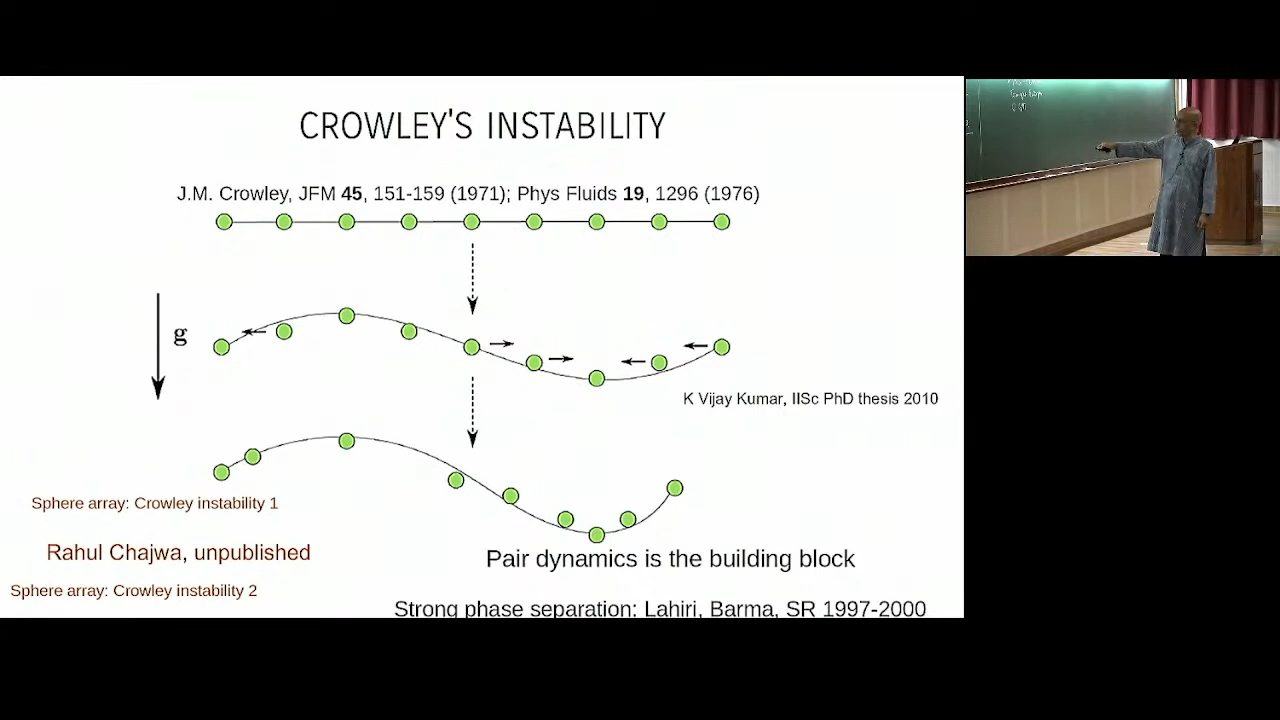 CROWLEY'S INSTABILITY
J.M. Crowley, JFM 45, 151-159 (1971); Phys Fluids 19, 1296 (1976)
g
K Vijay Kumar, IISc PhD thesis 2010
Sphere array: Crowley instability 1
Rahul Chajwa, unpublished
Pair dynamics is the building block
Sphere array: Crowley instability 2
Strong phase separation: Lahiri, Barma, SR 1997-2000